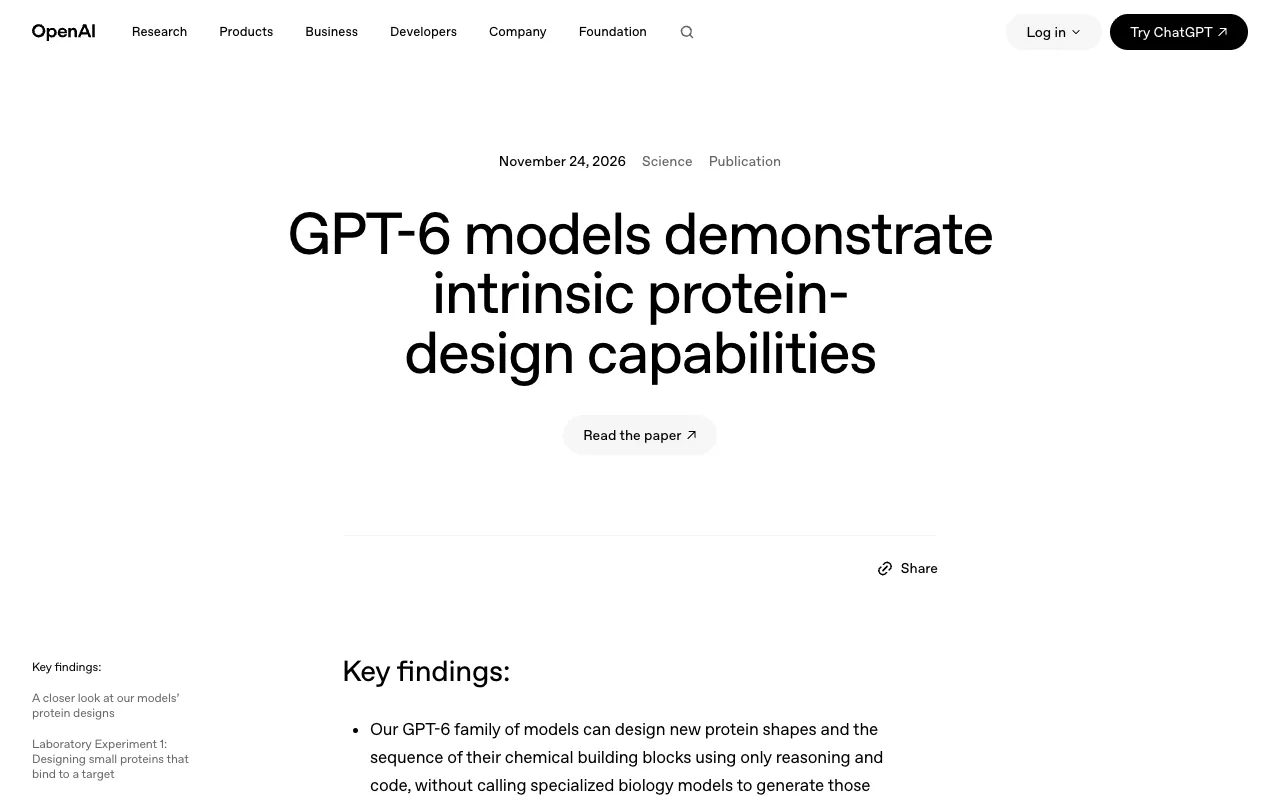 OpenAI
Research
Products
Business
Developers
Company
Foundation
Log in
Try ChatGPT ↗
November 24, 2026
Science
Publication
GPT-6 models demonstrate
intrinsic protein-
design capabilities
Read the paper ↗
Share
Key findings:
A closer look at our models’
protein designs
Laboratory Experiment 1:
Designing small proteins that
bind to a target
Key findings:
• Our GPT-6 family of models can design new protein shapes and the
sequence of their chemical building blocks using only reasoning and
code, without calling specialized biology models to generate those